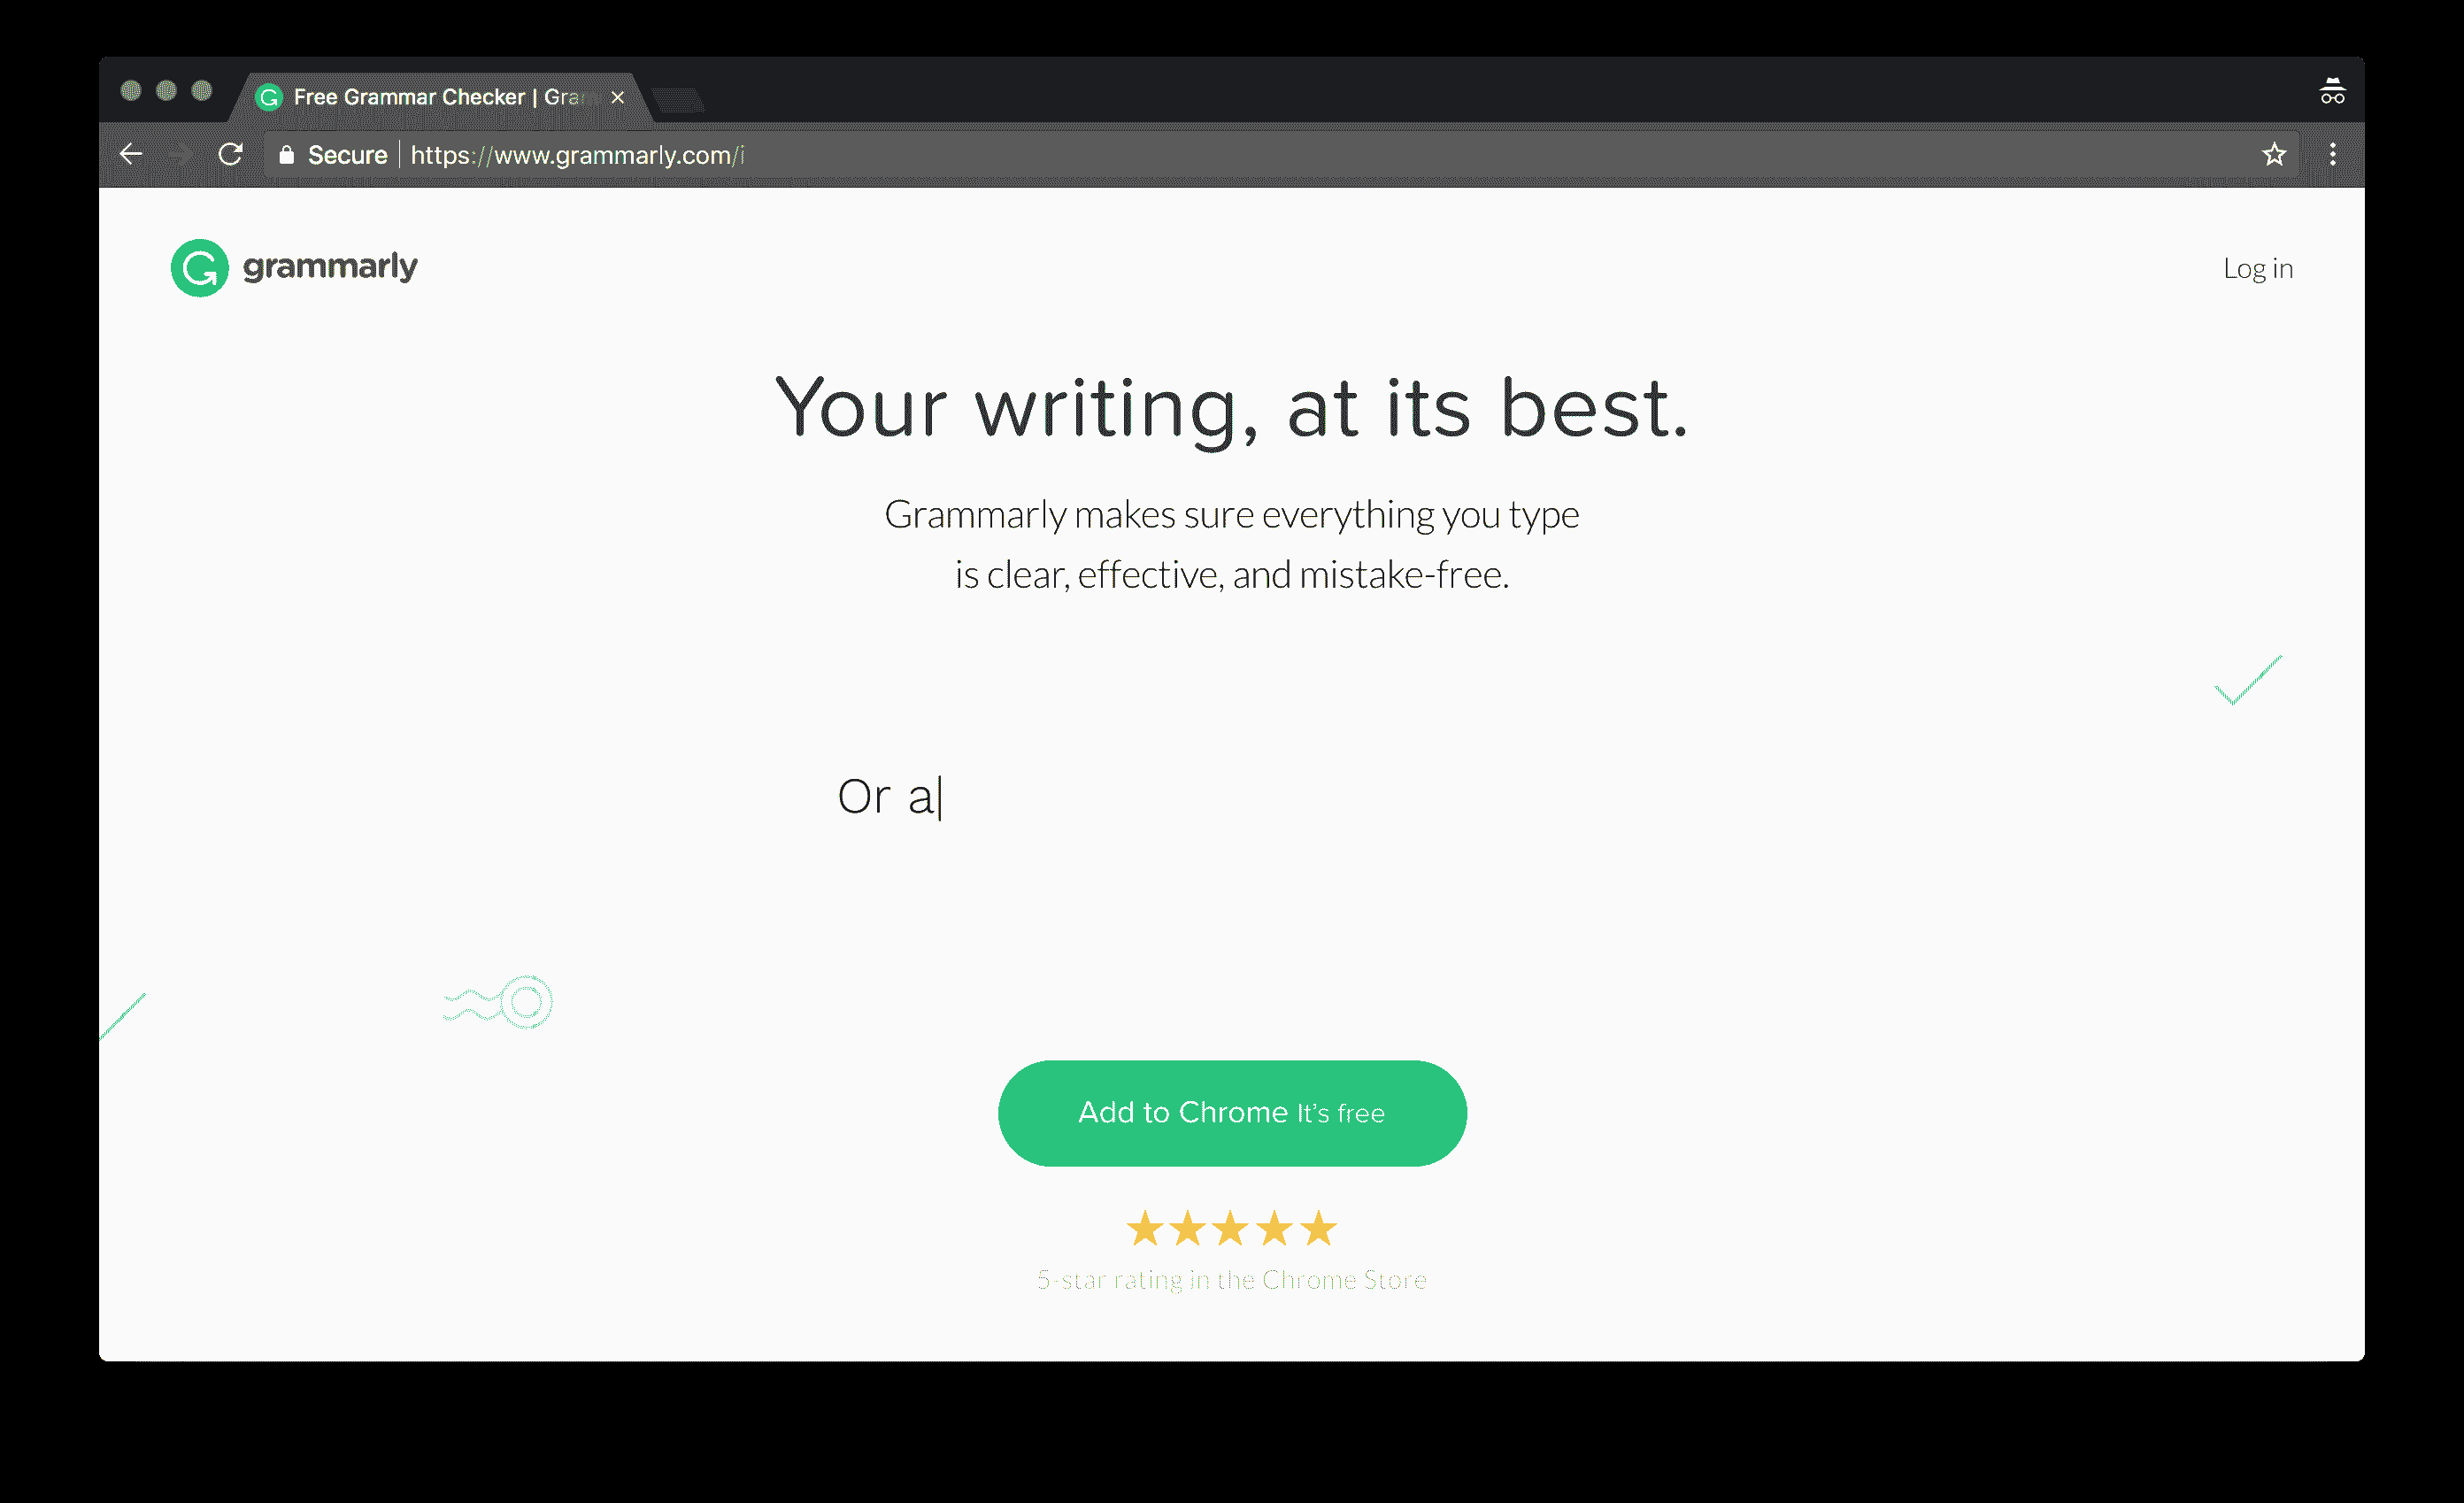 Free Grammar Checker | Gra
Secure
https://www.grammarly.com/i
grammarly
Log in
Your writing, at its best.
Grammarly makes sure everything you type
is clear, effective, and mistake-free.
Or a
Add to Chrome It's free
5-star rating in the Chrome Store